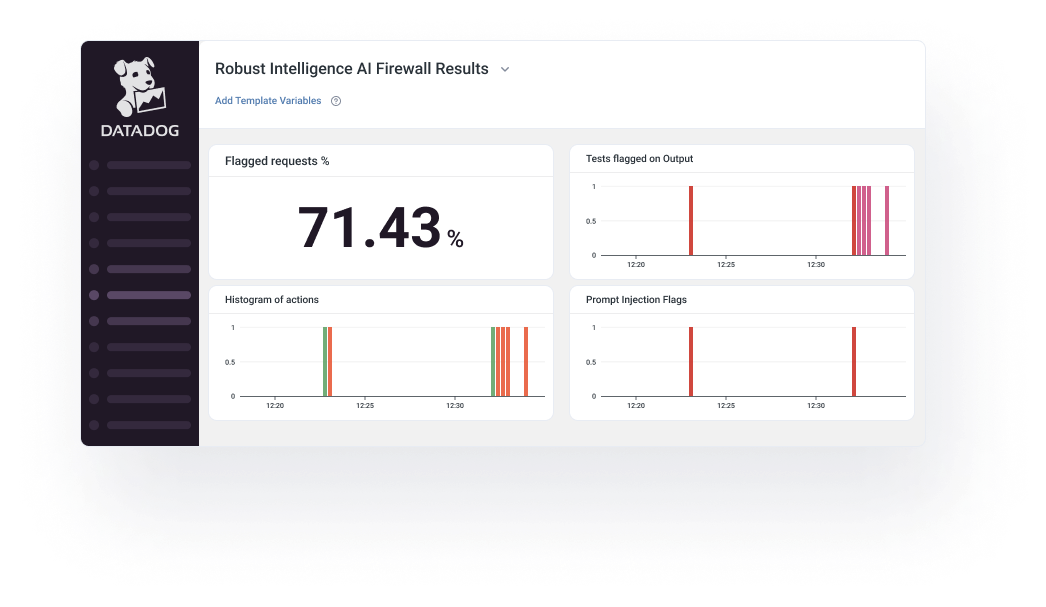 DATADOG
Robust Intelligence AI Firewall Results
Add Template Variables ?
Flagged requests %
71.43 %
Tests flagged on Output
1
0.5
0
12:20 12:25 12:30
Histogram of actions
1
0.5
0
12:20 12:25 12:30
Prompt Injection Flags
1
0.5
0
12:20 12:25 12:30